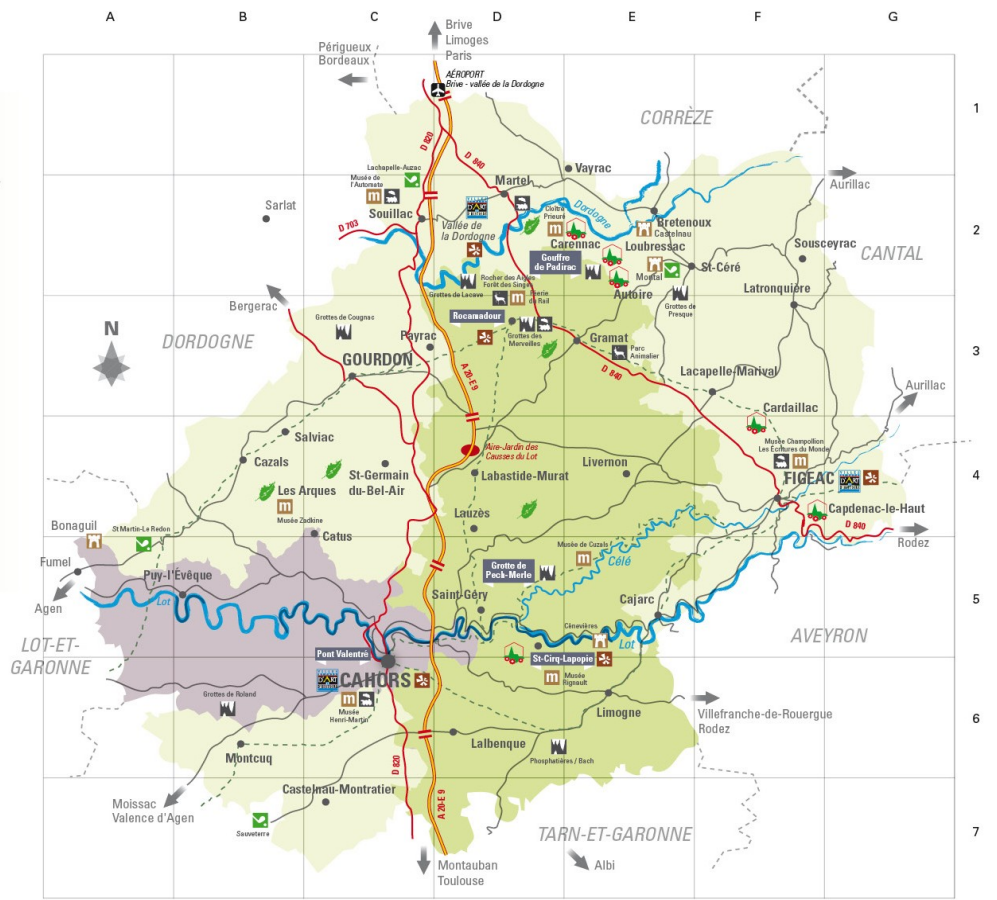 A
B
C
D
E
F
G
Brive
Limoges
Paris
Périgueux
Bordeaux
AÉROPORT
Brive - vallée de la Dordogne
1
CORRÈZE
D 820
D 840
Lachapelle-Auzac
Vayrac
Musée de
l'Automate
Martel
Aurillac
Sarlat
Souillac
Cloître
Prieuré
Dordogne
Bretenoux
Castelnau
D 703
Vallée de
la Dordogne
2
Carennac
Loubressac
Sousceyrac
CANTAL
Gouffre
de Padirac
Montal
St-Céré
Rocher des Aigles
Forêt des Singes
Grottes de Lacave
Féerie
du Rail
Autoire
Latronquière
Bergerac
Grottes de
Presque
Grottes de Cougnac
Rocamadour
N
DORDOGNE
Payrac
Grottes des
Merveilles
Gramat
Parc
Animalier
3
GOURDON
A 20-E 9
D 840
Lacapelle-Marival
Aurillac
Cardaillac
Salviac
Aire-Jardin des
Causses du Lot
Musée Champollion
Les Écritures du Monde
Cazals
St-Germain
du-Bel-Air
Labastide-Murat
Livernon
4
FIGEAC
Les Arques
Musée Zadkine
Lauzès
Capdenac-le-Haut
Bonaguil
St Martin-Le Redon
Catus
D 840
Rodez
Fumel
Musée de Cuzals
Puy-l'Évêque
Grotte de
Pech-Merle
Célé
Agen
Lot
Saint-Géry
Cajarc
5
Cénevières
LOT-ET-
GARONNE
AVEYRON
Lot
Pont Valentré
St-Cirq-Lapopie
CAHORS
Musée
Rignault
Grottes de Roland
Musée
Henri-Martin
Limogne
Villefranche-de-Rouergue
Rodez
6
Lalbenque
Montcuq
Phosphatières / Bach
D 820
Castelnau-Montratier
Moissac
Valence d'Agen
A 20-E 9
Sauveterre
TARN-ET-GARONNE
7
Montauban
Toulouse
Albi